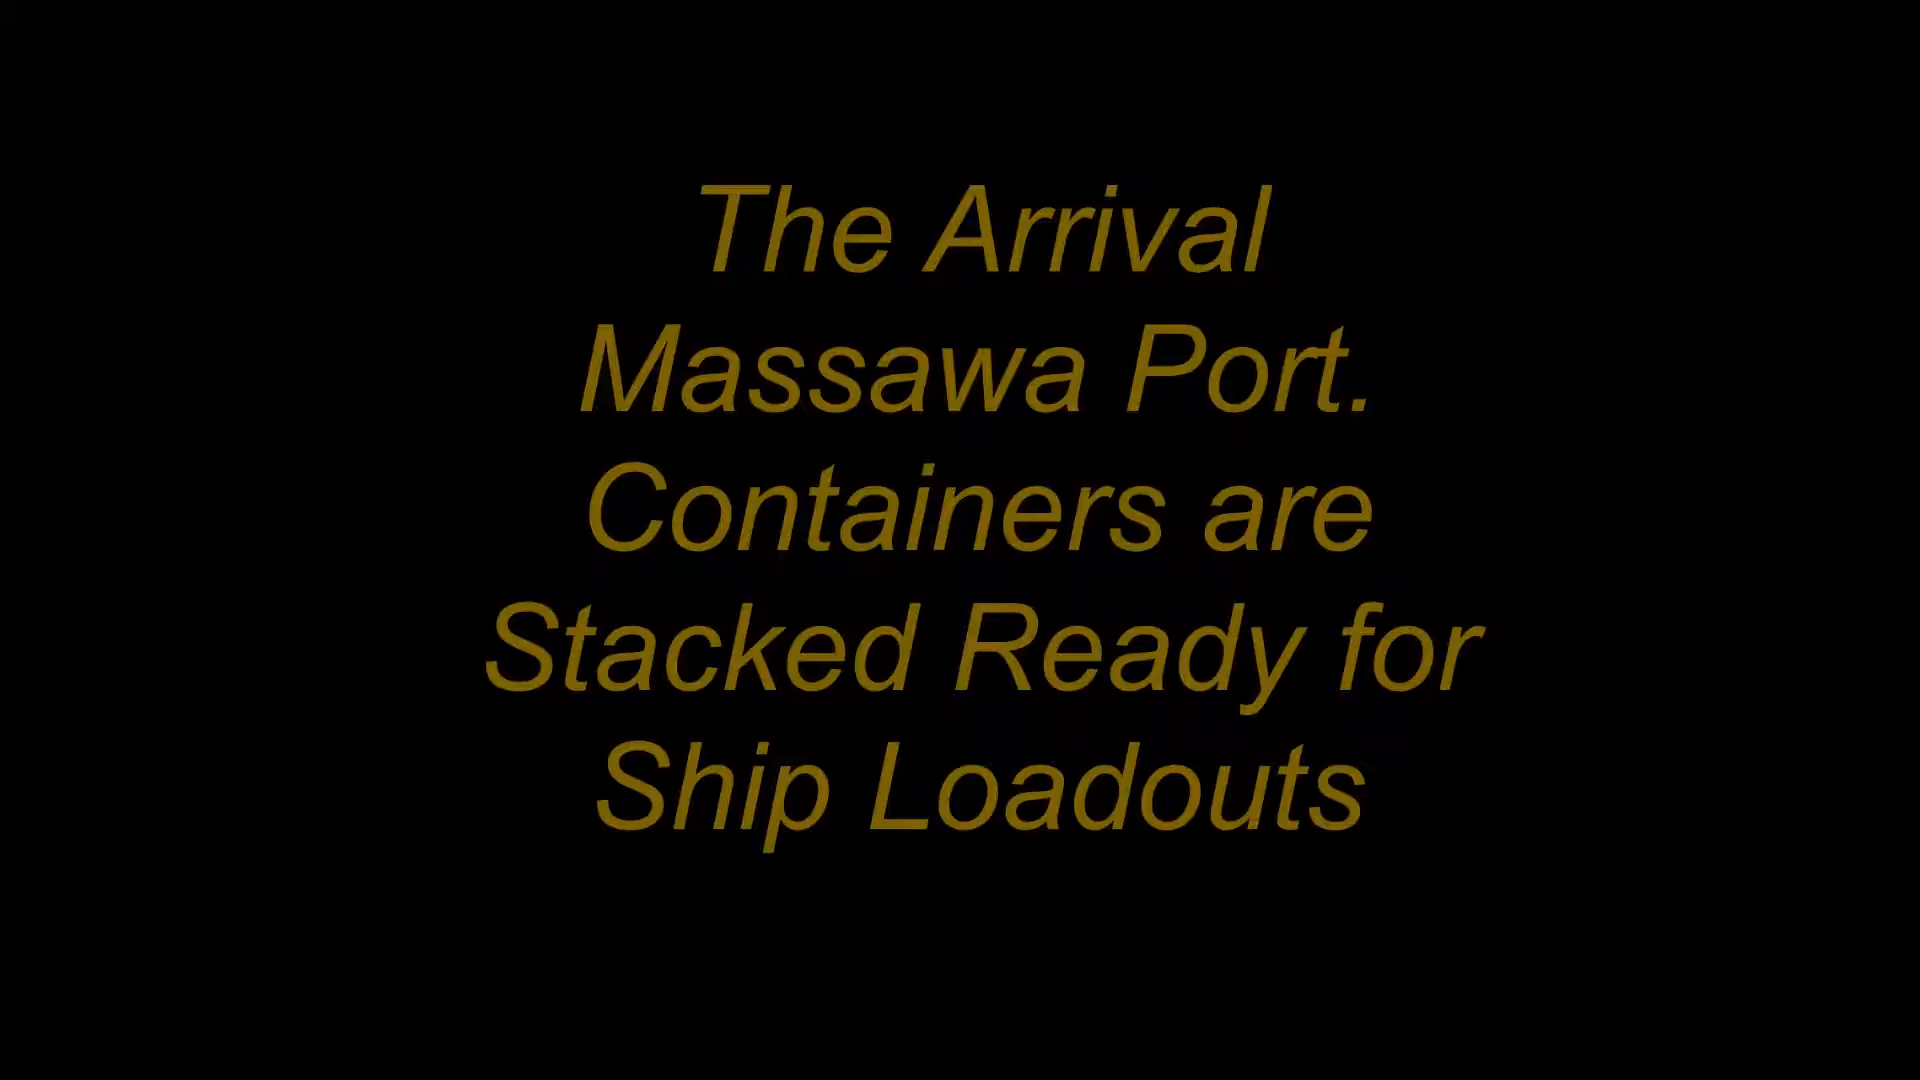 The Arrival
Massawa Port.
Containers are
Stacked Ready for
Ship Loadouts